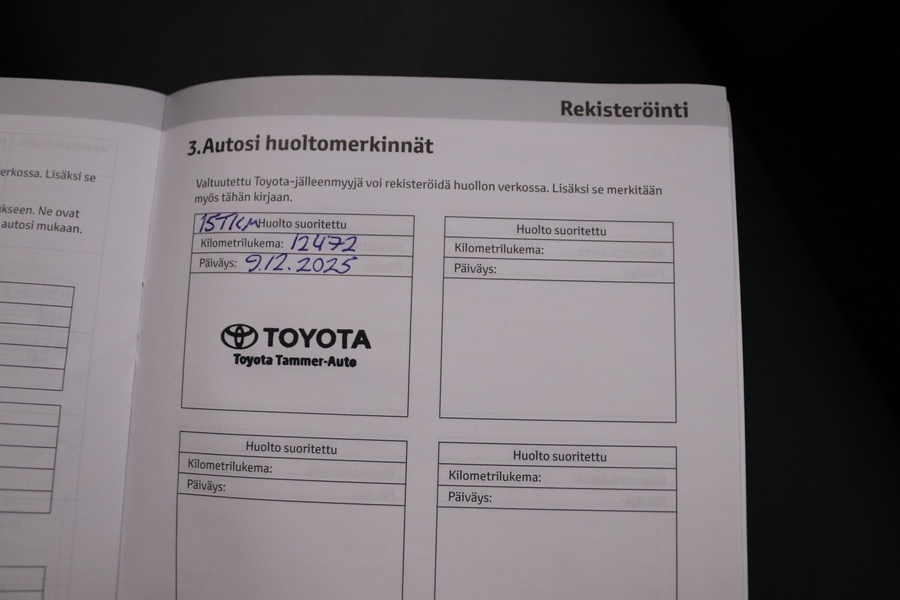 erkossa. Lisäksi se
kseen. Ne ovat
autosi mukaan.
Rekisteröinti
3.Autosi huoltomerkinnät
Valtuutettu Toyota-jälleenmyyjä voi rekisteröidä huollon verkossa. Lisäksi se merkitään
myös tähän kirjaan.
15TKM Huolto suoritettu
Kilometrilukema: 12472
Päiväys: 9.12.2025
TOYOTA
Toyota Tammer-Auto
Huolto suoritettu
Kilometrilukema:
Päiväys:
Huolto suoritettu
Kilometrilukema:
Päiväys:
Huolto suoritettu
Kilometrilukema:
Päiväys: